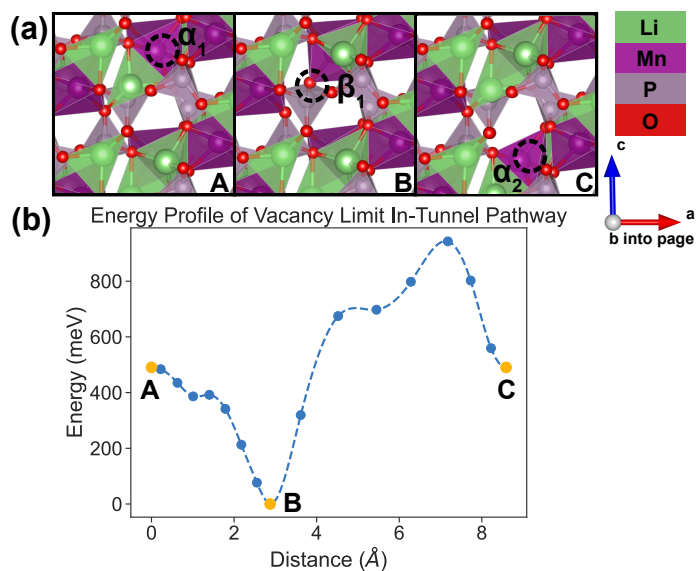 (a)
α1
A
β1
B
α2
C
Li
Mn
P
O
c
a
b into page
(b)
Energy Profile of Vacancy Limit In-Tunnel Pathway
Energy (meV)
800
600
400
200
0
A
B
C
0 2 4 6 8
Distance (Å)